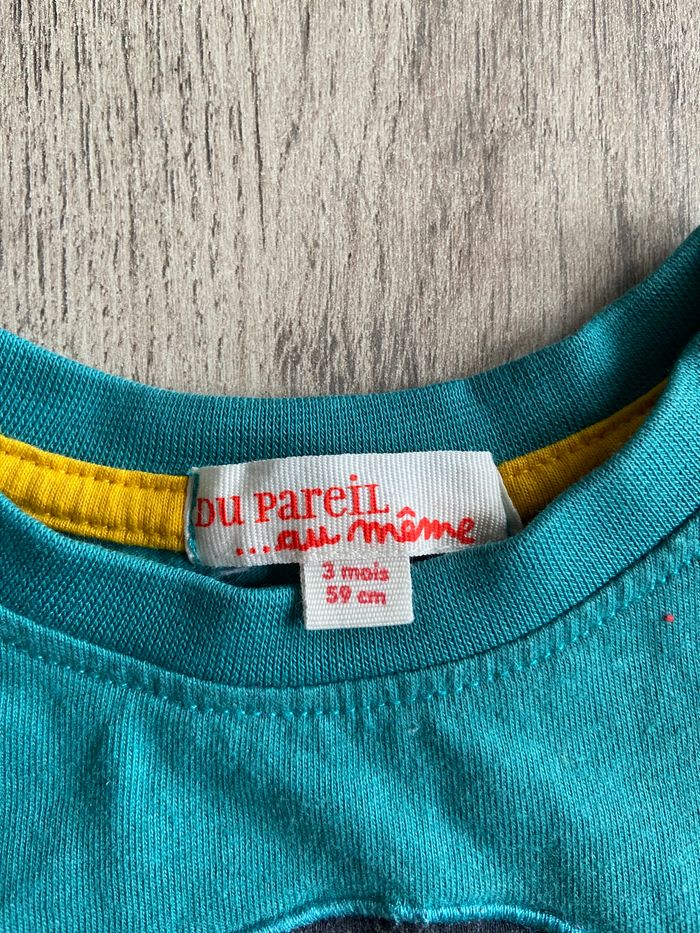 DU PAREIL
...au même
3 mois
59 cm